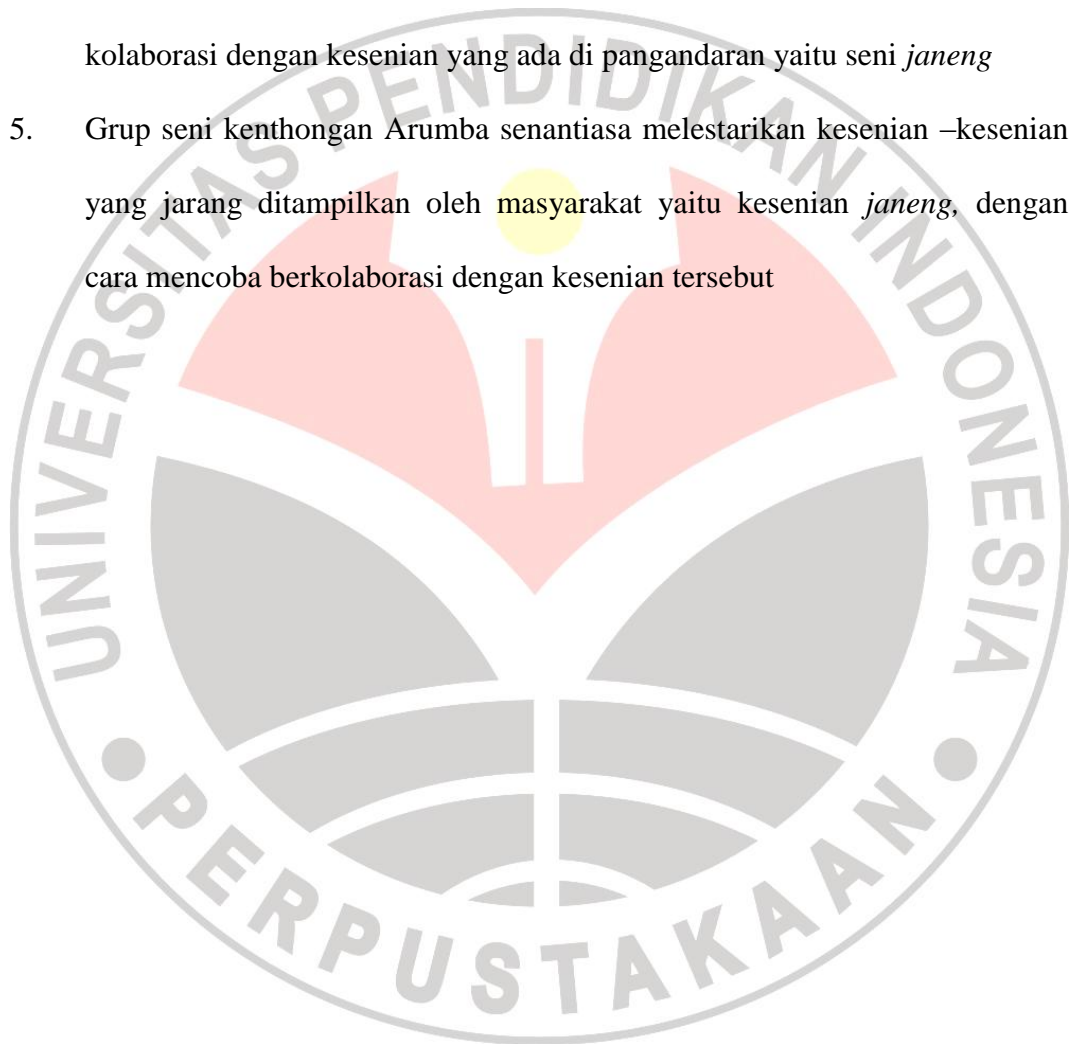 kolaborasi dengan kesenian yang ada di pangandaran yaitu seni janeng
5. Grup seni kenthongan Arumba senantiasa melestarikan kesenian –kesenian
yang jarang ditampilkan oleh masyarakat yaitu kesenian janeng, dengan
cara mencoba berkolaborasi dengan kesenian tersebut
UNIVERSITAS PENDIDIKAN INDONESIA
PERPUSTAKAAN